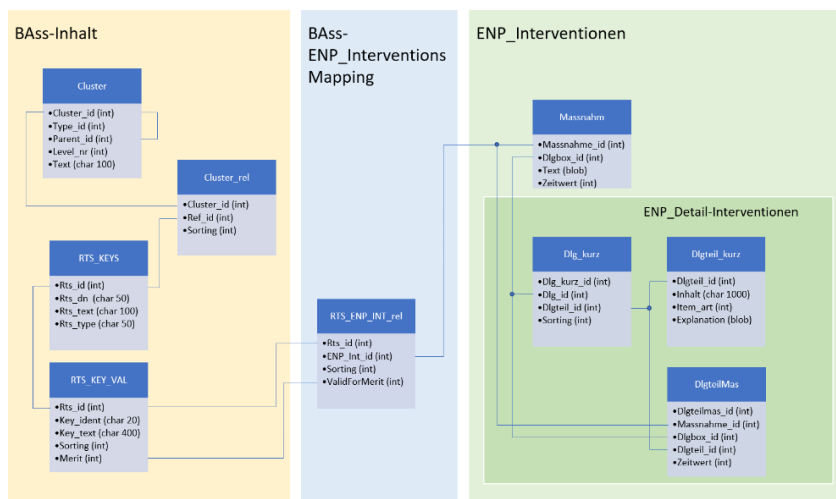 BAss-Inhalt
Cluster
•Cluster_id (int)
•Type_id (int)
•Parent_id (int)
•Level_nr (int)
•Text (char 100)
Cluster_rel
•Cluster_id (int)
•Ref_id (int)
•Sorting (int)
RTS_KEYS
•Rts_id (int)
•Rts_dn (char 50)
•Rts_text (char 100)
•Rts_type (char 50)
RTS_KEY_VAL
•Rts_id (int)
•Key_ident (char 20)
•Key_text (char 400)
•Sorting (int)
•Merit (int)
BAss-
ENP_Interventions
Mapping
RTS_ENP_INT_rel
•Rts_id (int)
•ENP_Int_id (int)
•Sorting (int)
•ValidForMerit (int)
ENP_Interventionen
Massnahm
•Massnahme_id (int)
•Dlgbox_id (int)
•Text (blob)
•Zeitwert (int)
ENP_Detail-Interventionen
Dlg_kurz
•Dlg_kurz_id (int)
•Dlg_id (int)
•Dlgteil_id (int)
•Sorting (int)
Dlgteil_kurz
•Dlgteil_id (int)
•Inhalt (char 1000)
•Item_art (int)
•Explanation (blob)
DlgteilMas
•Dlgteilmas_id (int)
•Massnahme_id (int)
•Dlgbox_id (int)
•Dlgteil_id (int)
•Zeitwert (int)